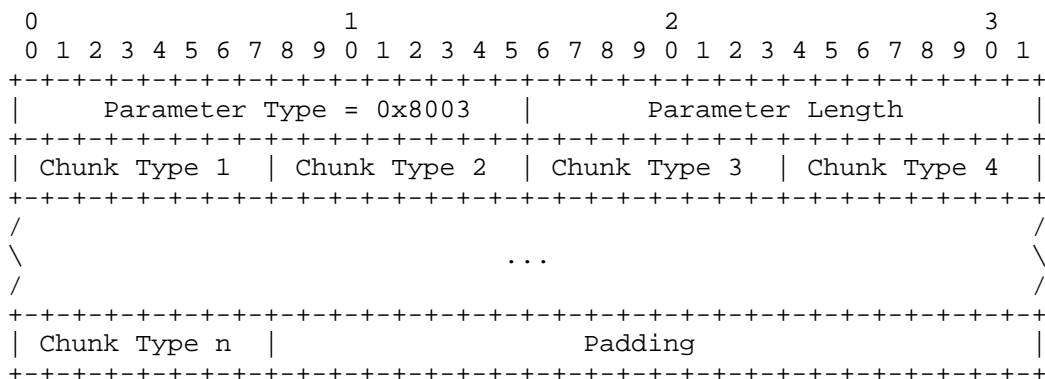 0                   1                   2                   3
 0 1 2 3 4 5 6 7 8 9 0 1 2 3 4 5 6 7 8 9 0 1 2 3 4 5 6 7 8 9 0 1
+-+-+-+-+-+-+-+-+-+-+-+-+-+-+-+-+-+-+-+-+-+-+-+-+-+-+-+-+-+-+-+-+
|     Parameter Type = 0x8003   |       Parameter Length        |
+-+-+-+-+-+-+-+-+-+-+-+-+-+-+-+-+-+-+-+-+-+-+-+-+-+-+-+-+-+-+-+-+
| Chunk Type 1  | Chunk Type 2  | Chunk Type 3  | Chunk Type 4  |
+-+-+-+-+-+-+-+-+-+-+-+-+-+-+-+-+-+-+-+-+-+-+-+-+-+-+-+-+-+-+-+-+
/                                                               /
\                              ...                              \
/                                                               /
+-+-+-+-+-+-+-+-+-+-+-+-+-+-+-+-+-+-+-+-+-+-+-+-+-+-+-+-+-+-+-+-+
| Chunk Type n  |                   Padding                     |
+-+-+-+-+-+-+-+-+-+-+-+-+-+-+-+-+-+-+-+-+-+-+-+-+-+-+-+-+-+-+-+-+